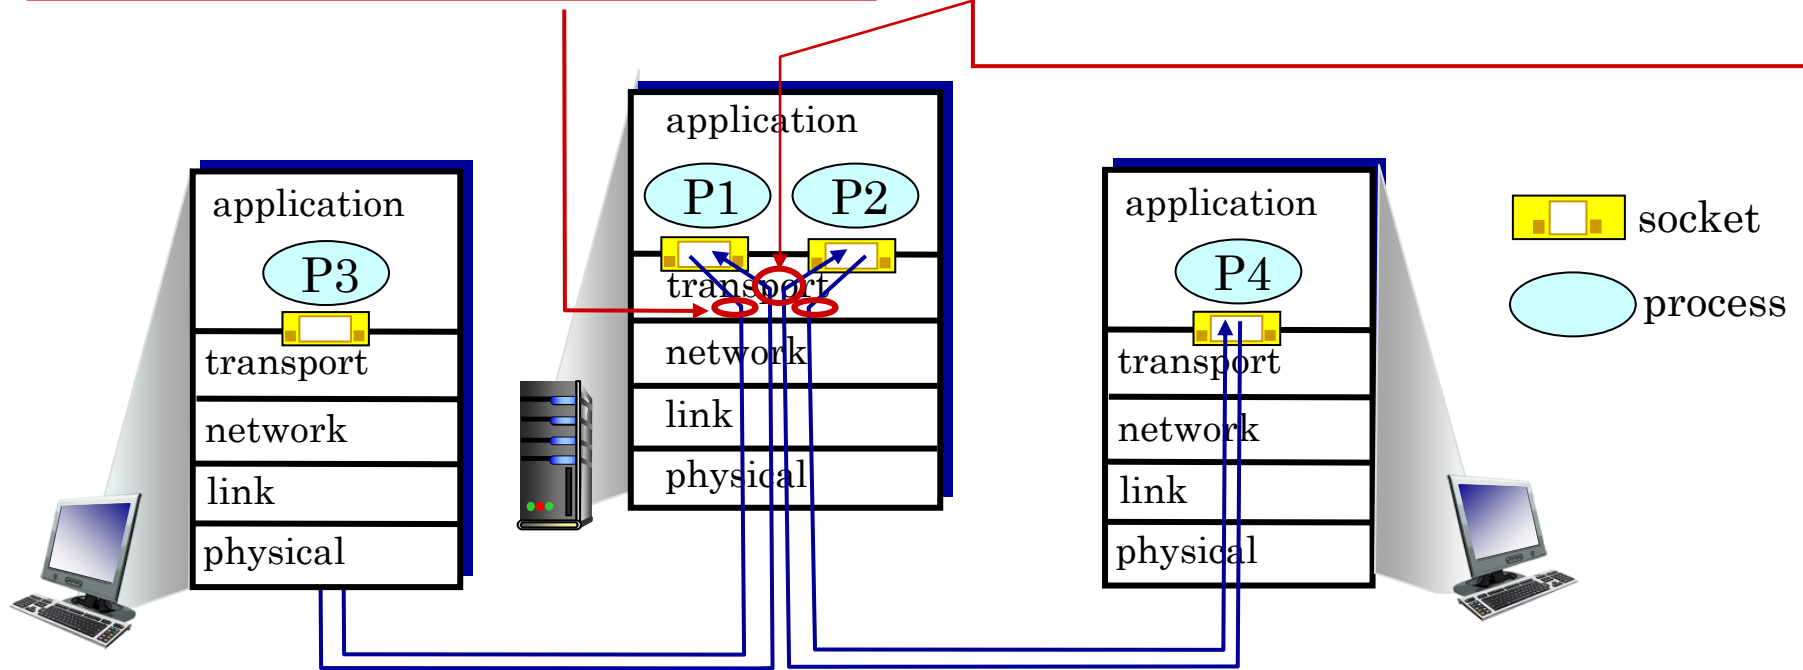 application
P1 P2
transport
network
link
physical
application
P3
transport
network
link
physical
application
P4
transport
network
link
physical
socket
process